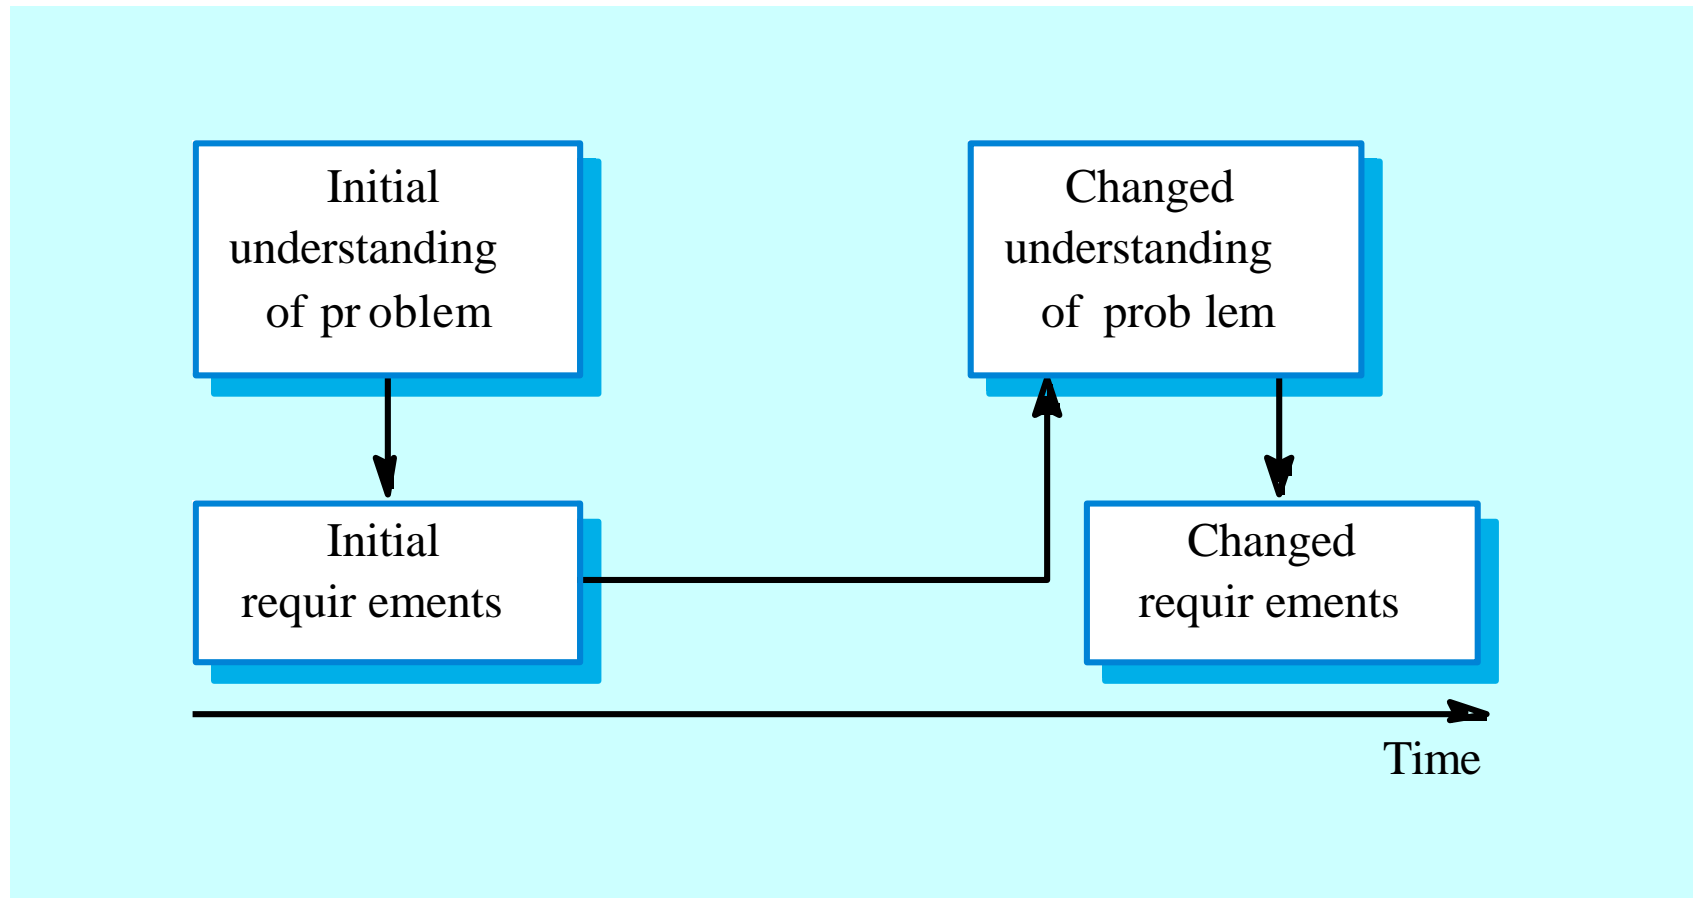 Initial
understanding
of pr oblem
Changed
understanding
of prob lem
Initial
requir ements
Changed
requir ements
Time